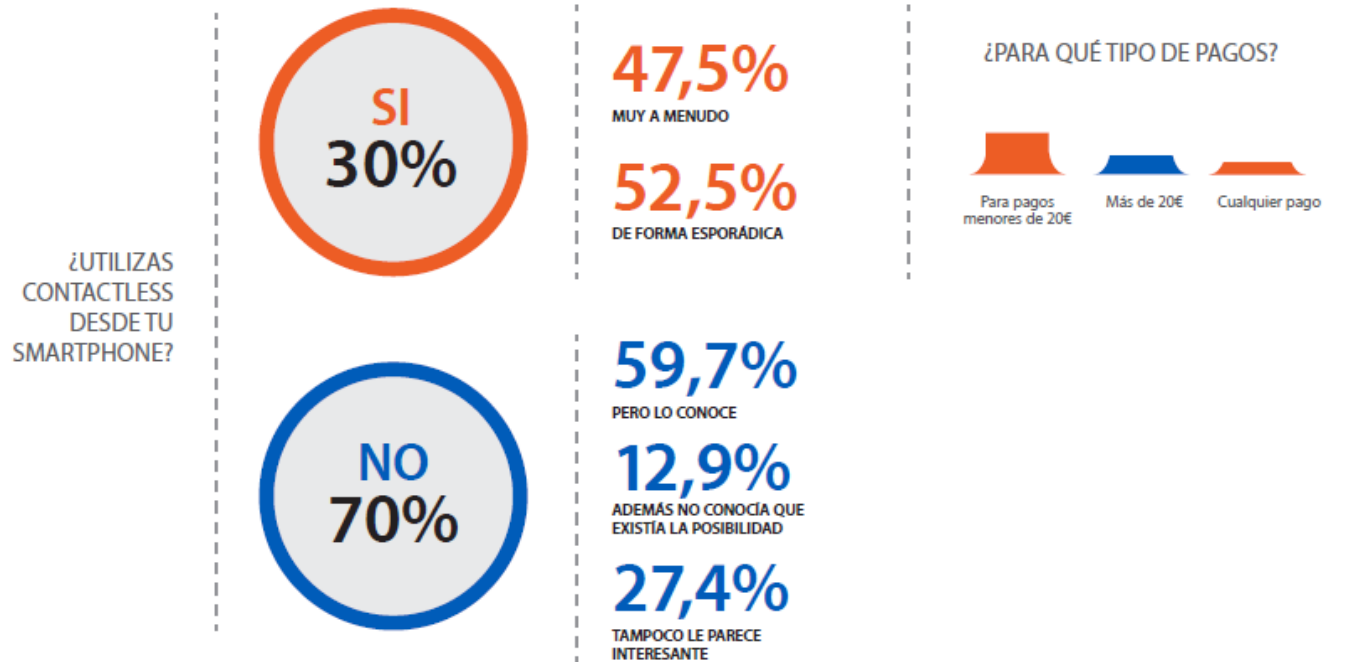 ¿UTILIZAS
CONTACTLESS
DESDE TU
SMARTPHONE?
SI
30%
47,5%
MUY A MENUDO
52,5%
DE FORMA ESPORÁDICA
¿PARA QUÉ TIPO DE PAGOS?
Para pagos
menores de 20€
Más de 20€
Cualquier pago
NO
70%
59,7%
PERO LO CONOCE
12,9%
ADEMÁS NO CONOCÍA QUE
EXISTÍA LA POSIBILIDAD
27,4%
TAMPOCO LE PARECE
INTERESANTE